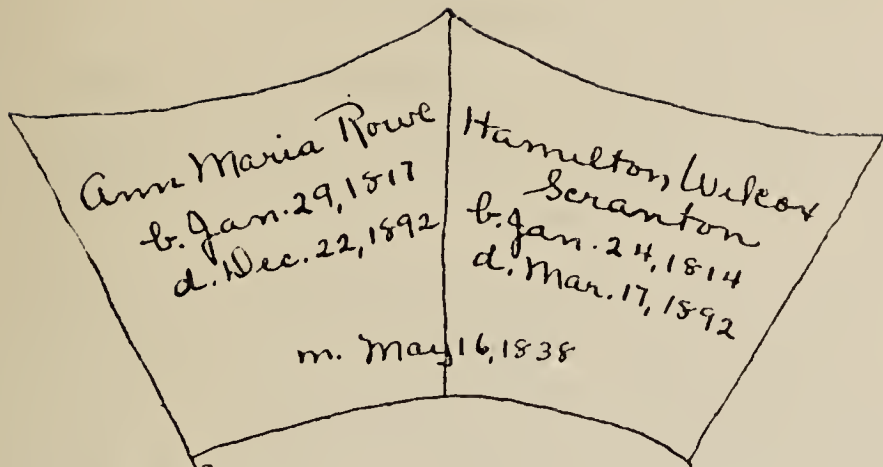 Ann Maria Rowe
b. Jan. 29, 1817
d. Dec. 22, 1892
Hamilton Wilcox
Scranton
b. Jan. 24, 1814
d. Mar. 17, 1892
m. May 16, 1838